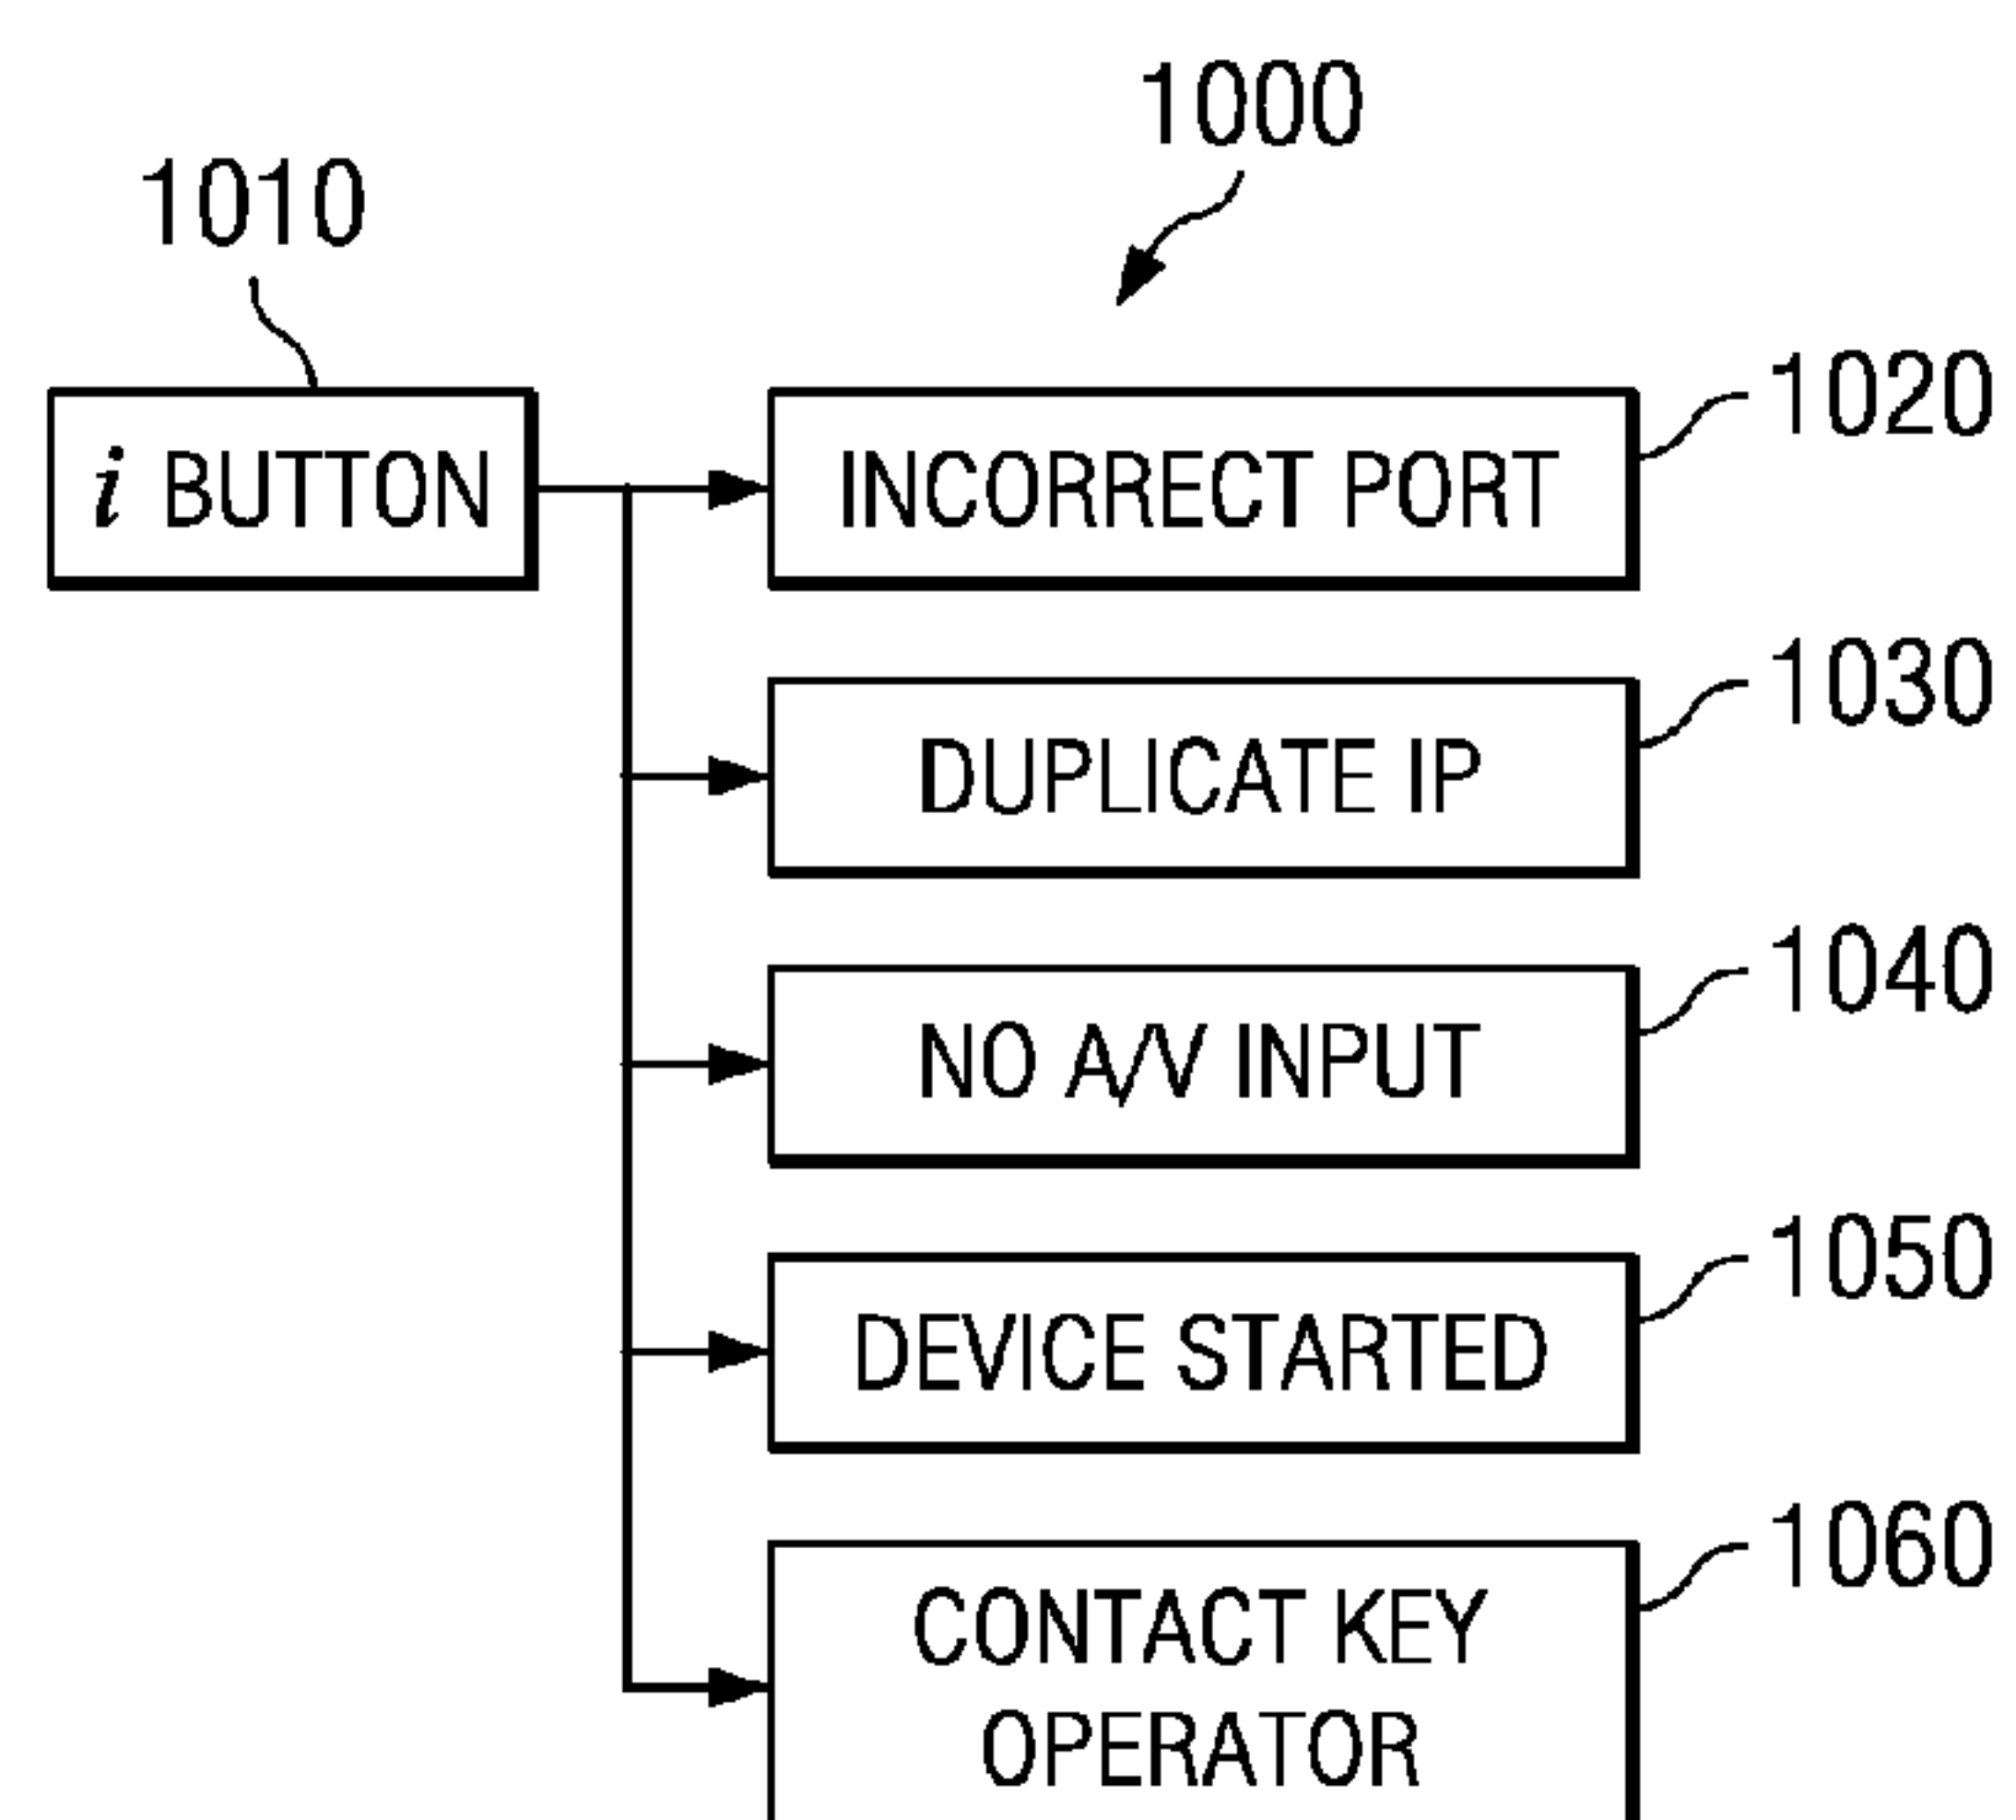 1000
1010
i BUTTON
INCORRECT PORT
1020
DUPLICATE IP
1030
NO A/V INPUT
1040
DEVICE STARTED
1050
CONTACT KEY
OPERATOR
1060